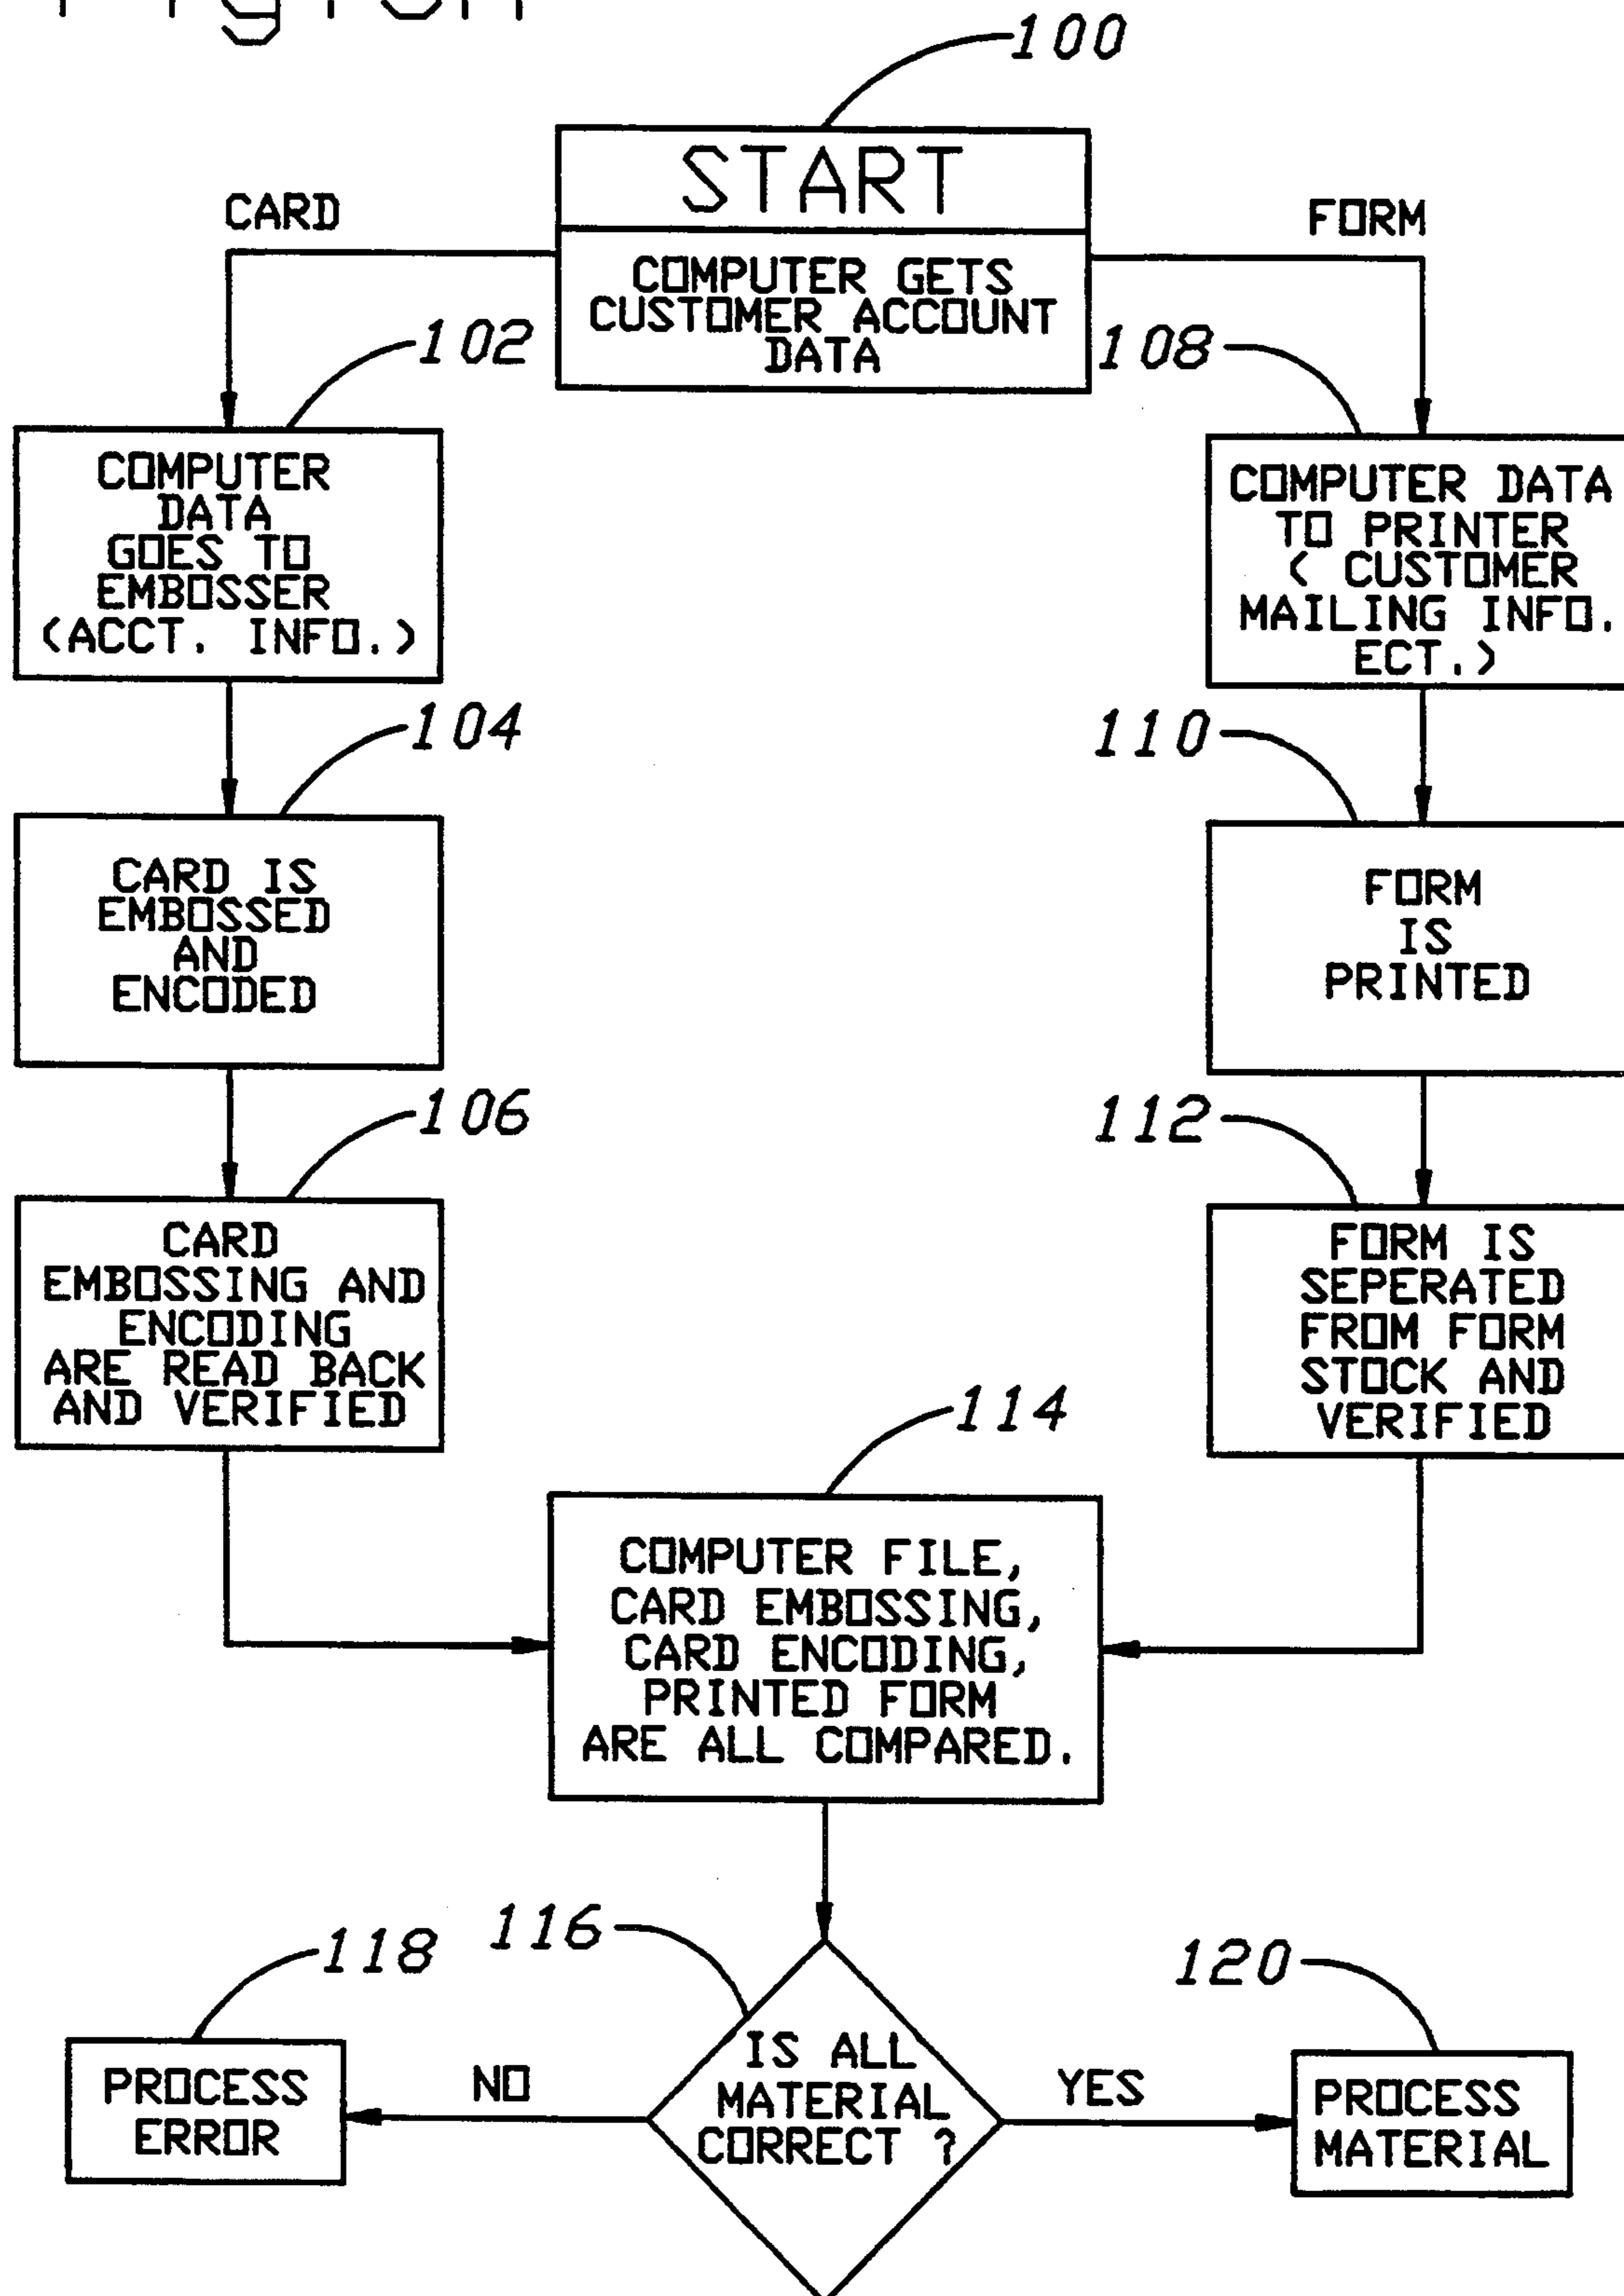 100
START
COMPUTER GETS
CUSTOMER ACCOUNT
DATA
CARD
FORM
102
COMPUTER
DATA
GOES TO
EMBOSSER
(ACCT. INFO.)
108
COMPUTER DATA
TO PRINTER
( CUSTOMER
MAILING INFO.
ECT.)
104
CARD IS
EMBOSSED
AND
ENCODED
110
FORM
IS
PRINTED
106
CARD
EMBOSSING AND
ENCODING
ARE READ BACK
AND VERIFIED
112
FORM IS
SEPERATED
FROM FORM
STOCK AND
VERIFIED
114
COMPUTER FILE,
CARD EMBOSSING,
CARD ENCODING,
PRINTED FORM
ARE ALL COMPARED.
116
IS ALL
MATERIAL
CORRECT ?
NO
118
PROCESS
ERROR
YES
120
PROCESS
MATERIAL